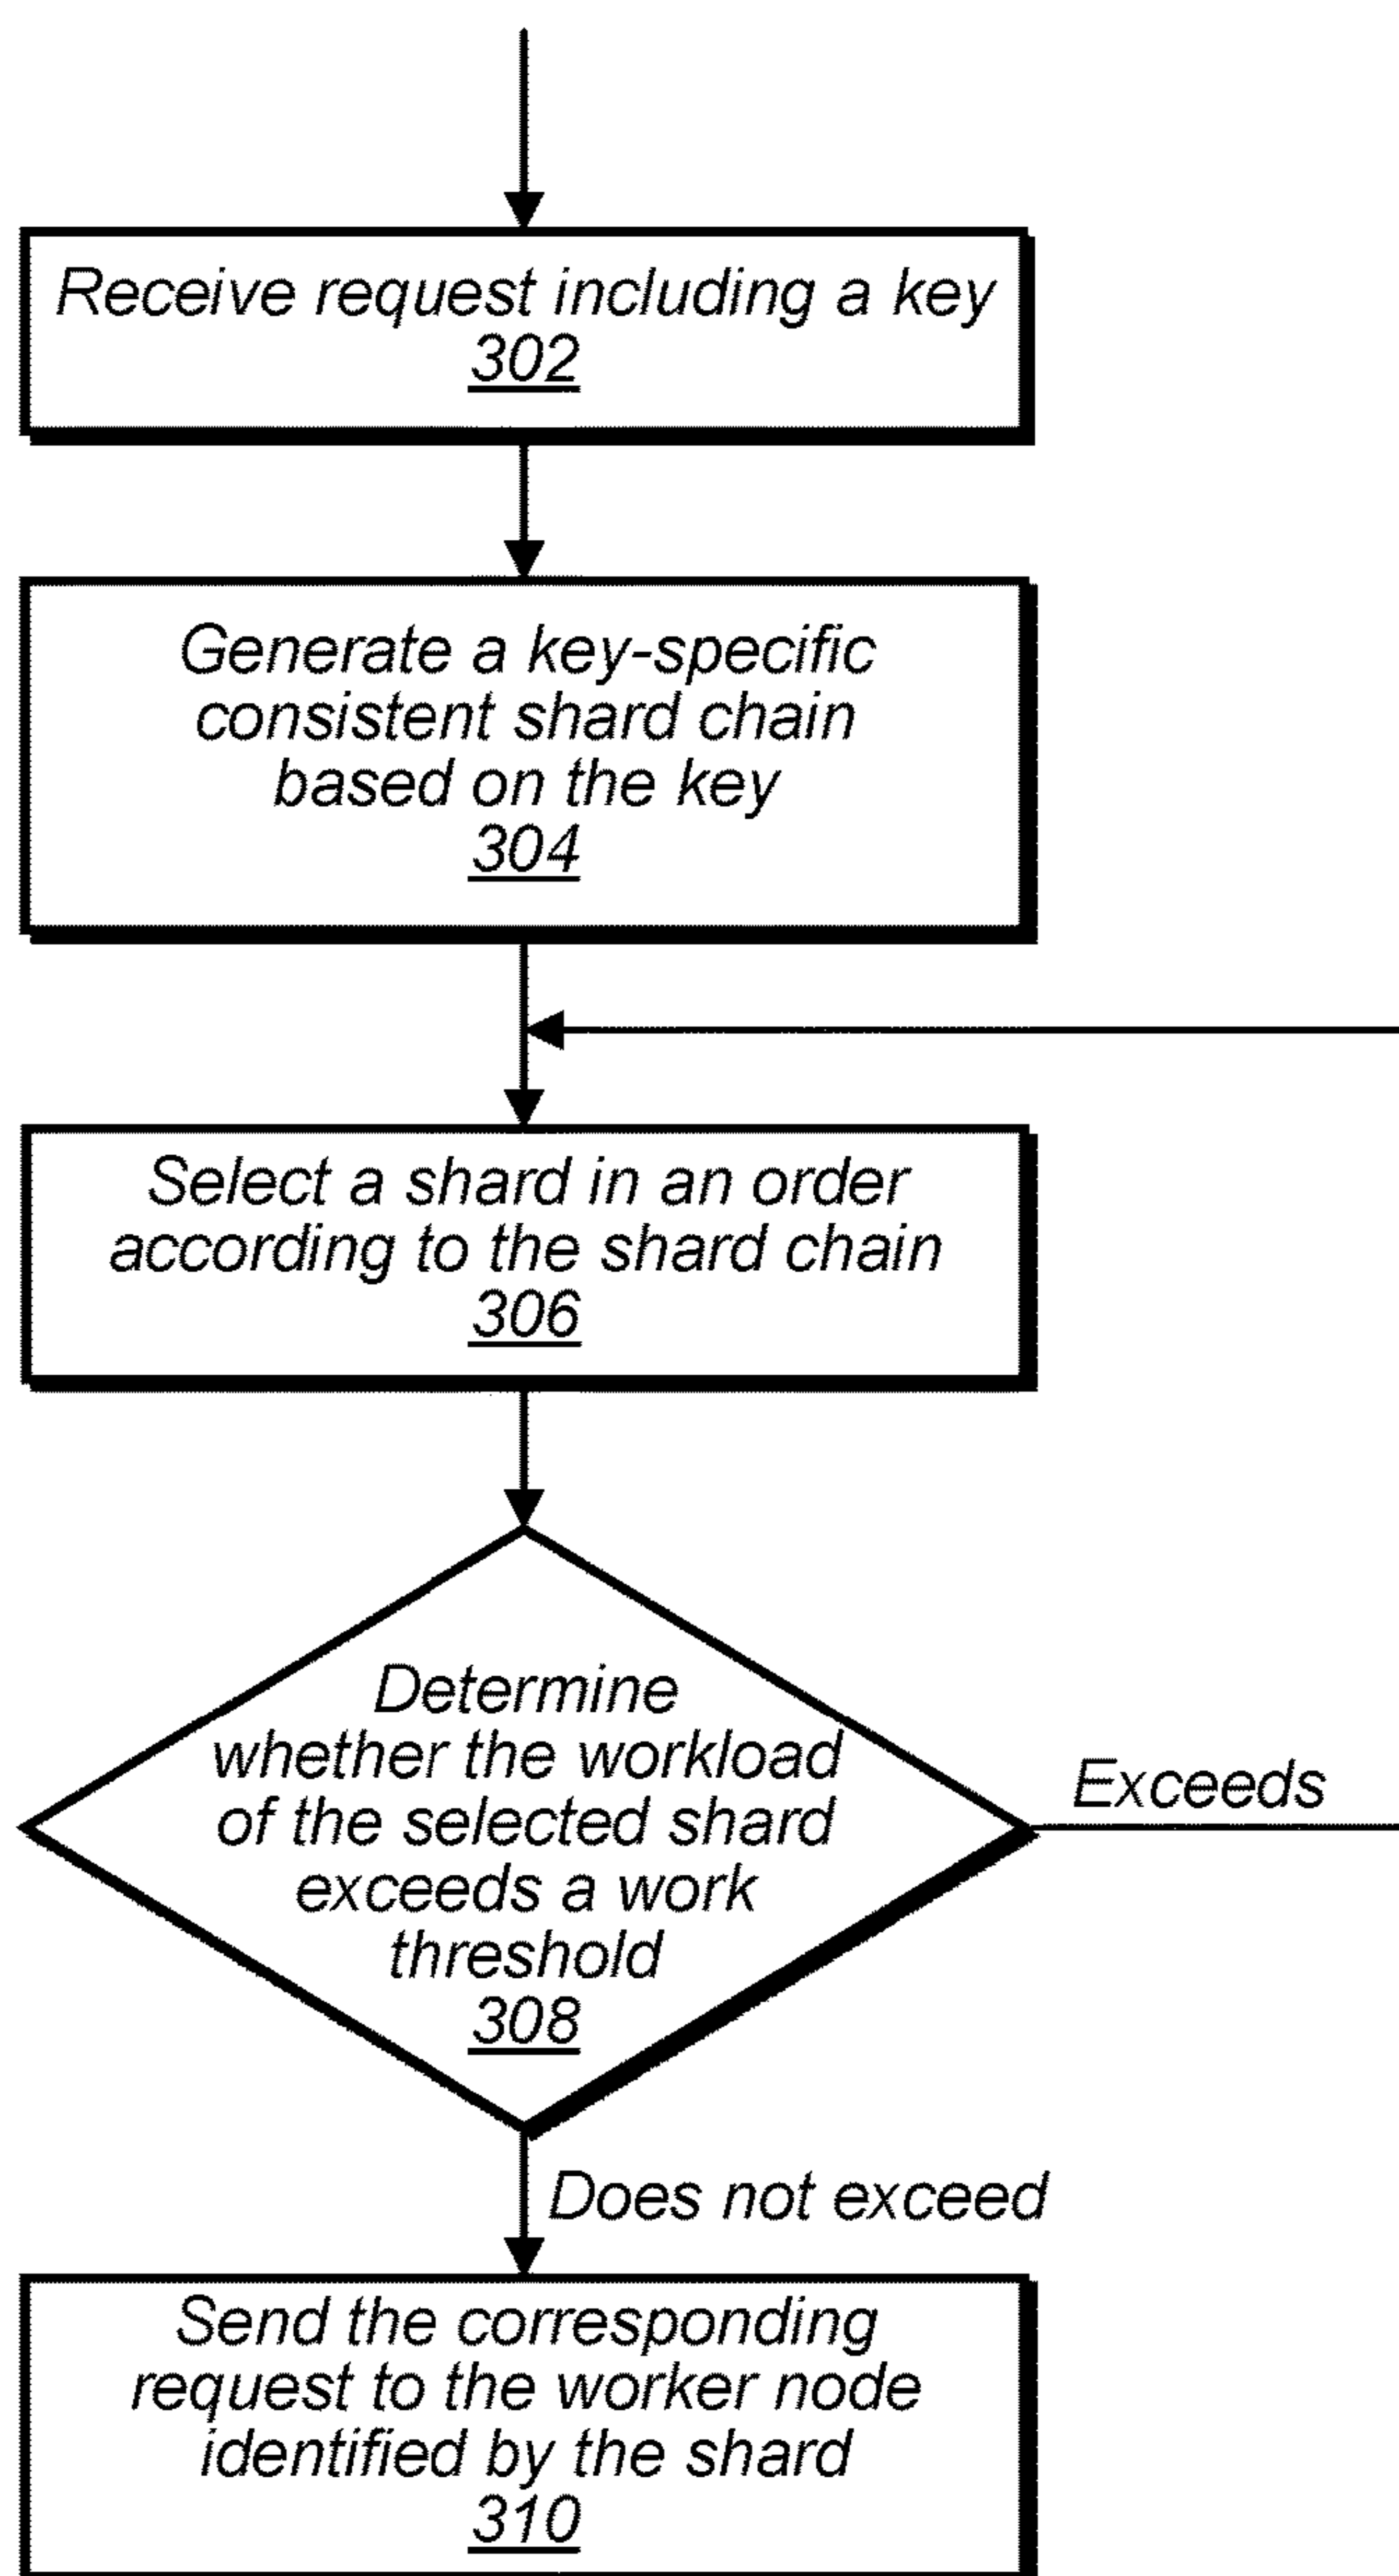 Receive request including a key
302
Generate a key-specific
consistent shard chain
based on the key
304
Select a shard in an order
according to the shard chain
306
Determine
whether the workload
of the selected shard
exceeds a work
threshold
308
Exceeds
Does not exceed
Send the corresponding
request to the worker node
identified by the shard
310